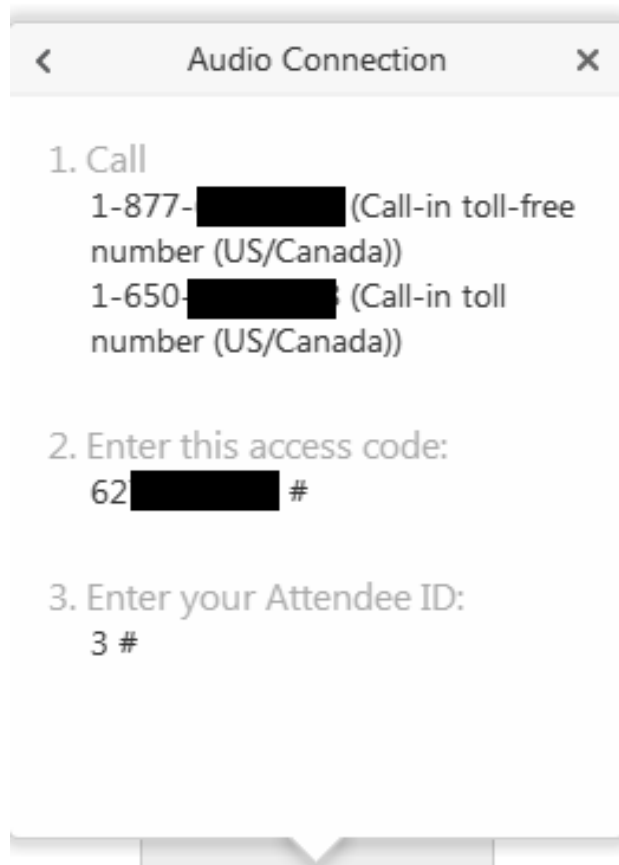 Audio Connection
1. Call
1-877- (Call-in toll-free
number (US/Canada))
1-650- (Call-in toll
number (US/Canada))
2. Enter this access code:
62 #
3. Enter your Attendee ID:
3 #